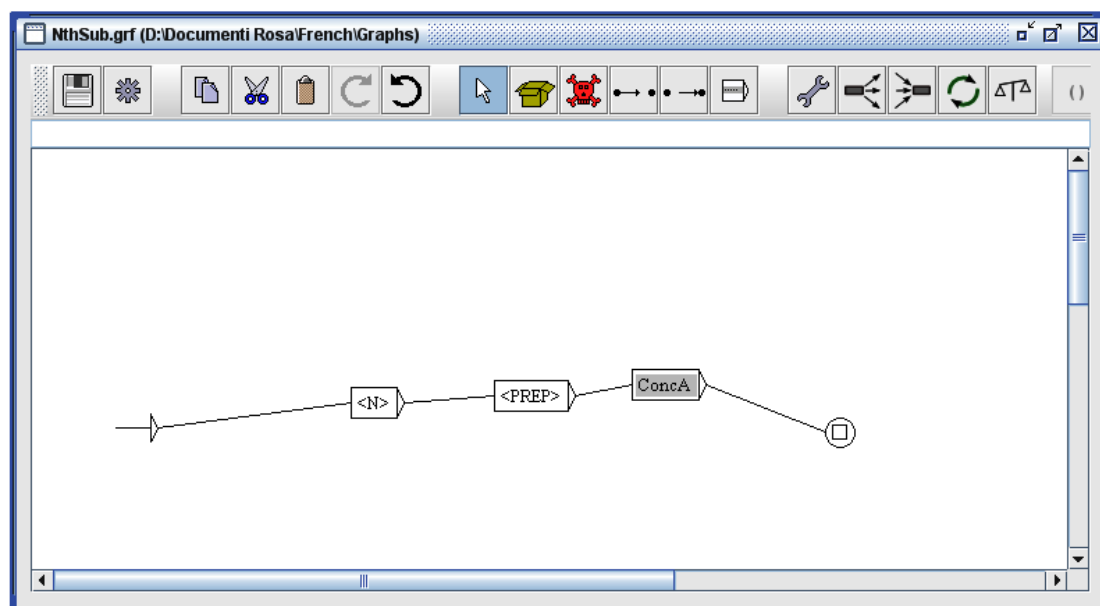 NthSub.grf (D:\Documenti Rosa\French\Graphs)
()
<N> <PREP> ConcA